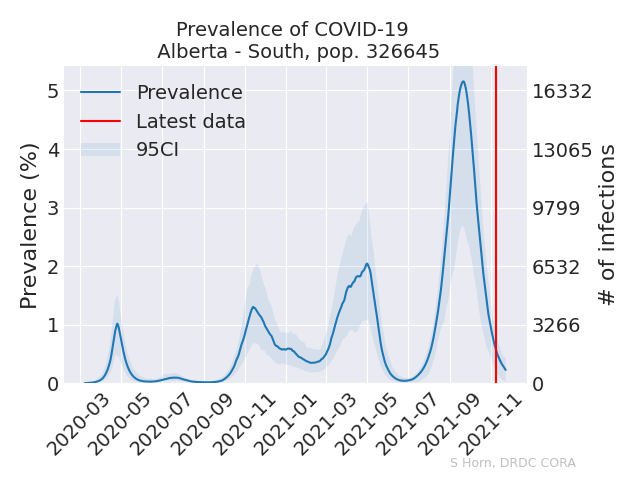 Prevalence of COVID-19
Alberta - South, pop. 326645
Prevalence
Latest data
95CI
Prevalence (%)
5
4
3
2
1
0
16332
13065
9799
6532
3266
0
# of infections
2020-03
2020-05
2020-07
2020-09
2020-11
2021-01
2021-03
2021-05
2021-07
2021-09
2021-11
S Horn, DRDC CORA